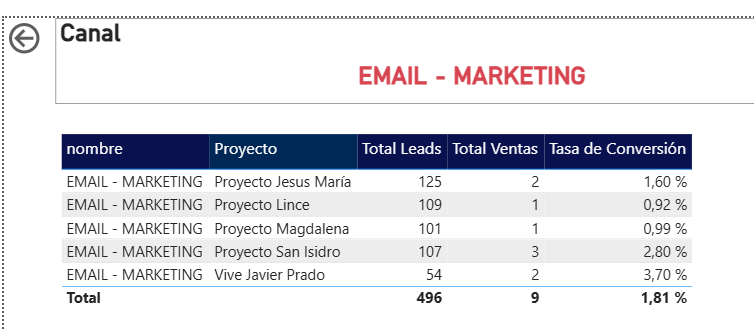 Canal
EMAIL - MARKETING
nombre Proyecto Total Leads Total Ventas Tasa de Conversión
EMAIL - MARKETING Proyecto Jesus María 125 2 1,60 %
EMAIL - MARKETING Proyecto Lince 109 1 0,92 %
EMAIL - MARKETING Proyecto Magdalena 101 1 0,99 %
EMAIL - MARKETING Proyecto San Isidro 107 3 2,80 %
EMAIL - MARKETING Vive Javier Prado 54 2 3,70 %
Total 496 9 1,81 %